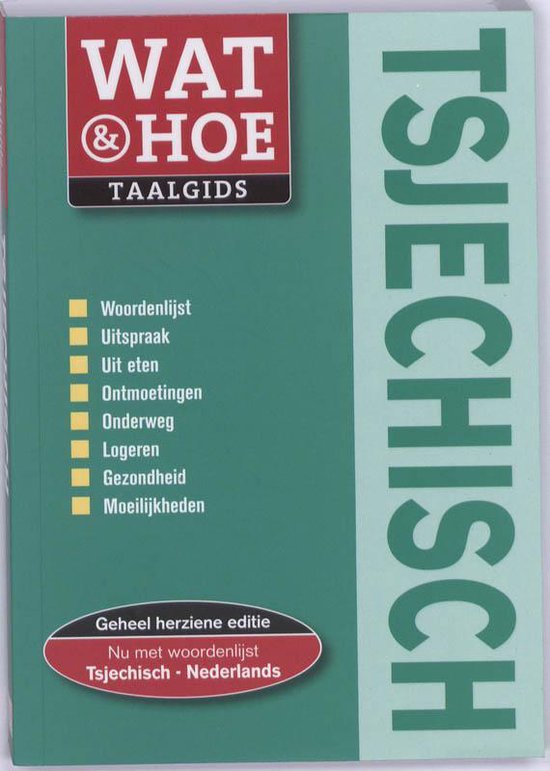 WAT
& HOE
TAALGIDS
TSJECHISCH
Woordenlijst
Uitspraak
Uit eten
Ontmoetingen
Onderweg
Logeren
Gezondheid
Moeilijkheden
Geheel herziene editie
Nu met woordenlijst
Tsjechisch - Nederlands